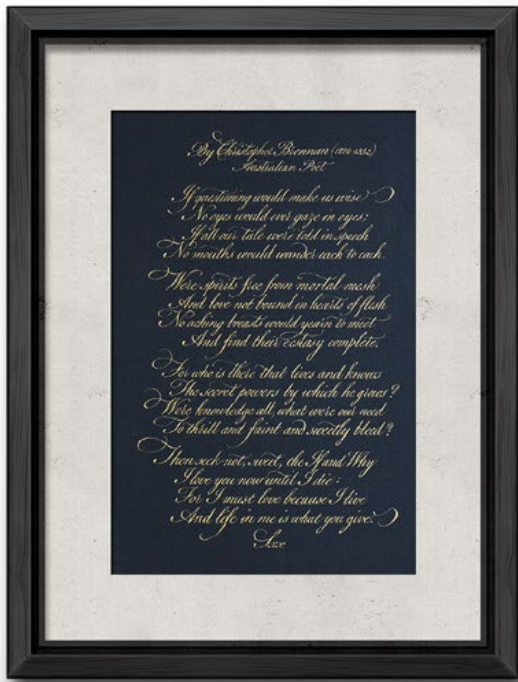 By Christopher Brennan (1870-1932)
Australian Poet
If questioning would make us wise
No eyes would ever gaze in eyes;
If all our tale were told in speech
No mouths would wander each to each.
Were spirits free from mortal mesh
And love not bound in hearts of flesh
No aching breasts would yearn to meet
And find their ecstasy complete.
For who is there that lives and knows
The secret powers by which he grows?
Were knowledge all, what were our need
To thrill and faint and sweetly bleed?
Then seek not, sweet, the If and Why
I love you now until I die:
For I must love because I live
And life in me is what you give.